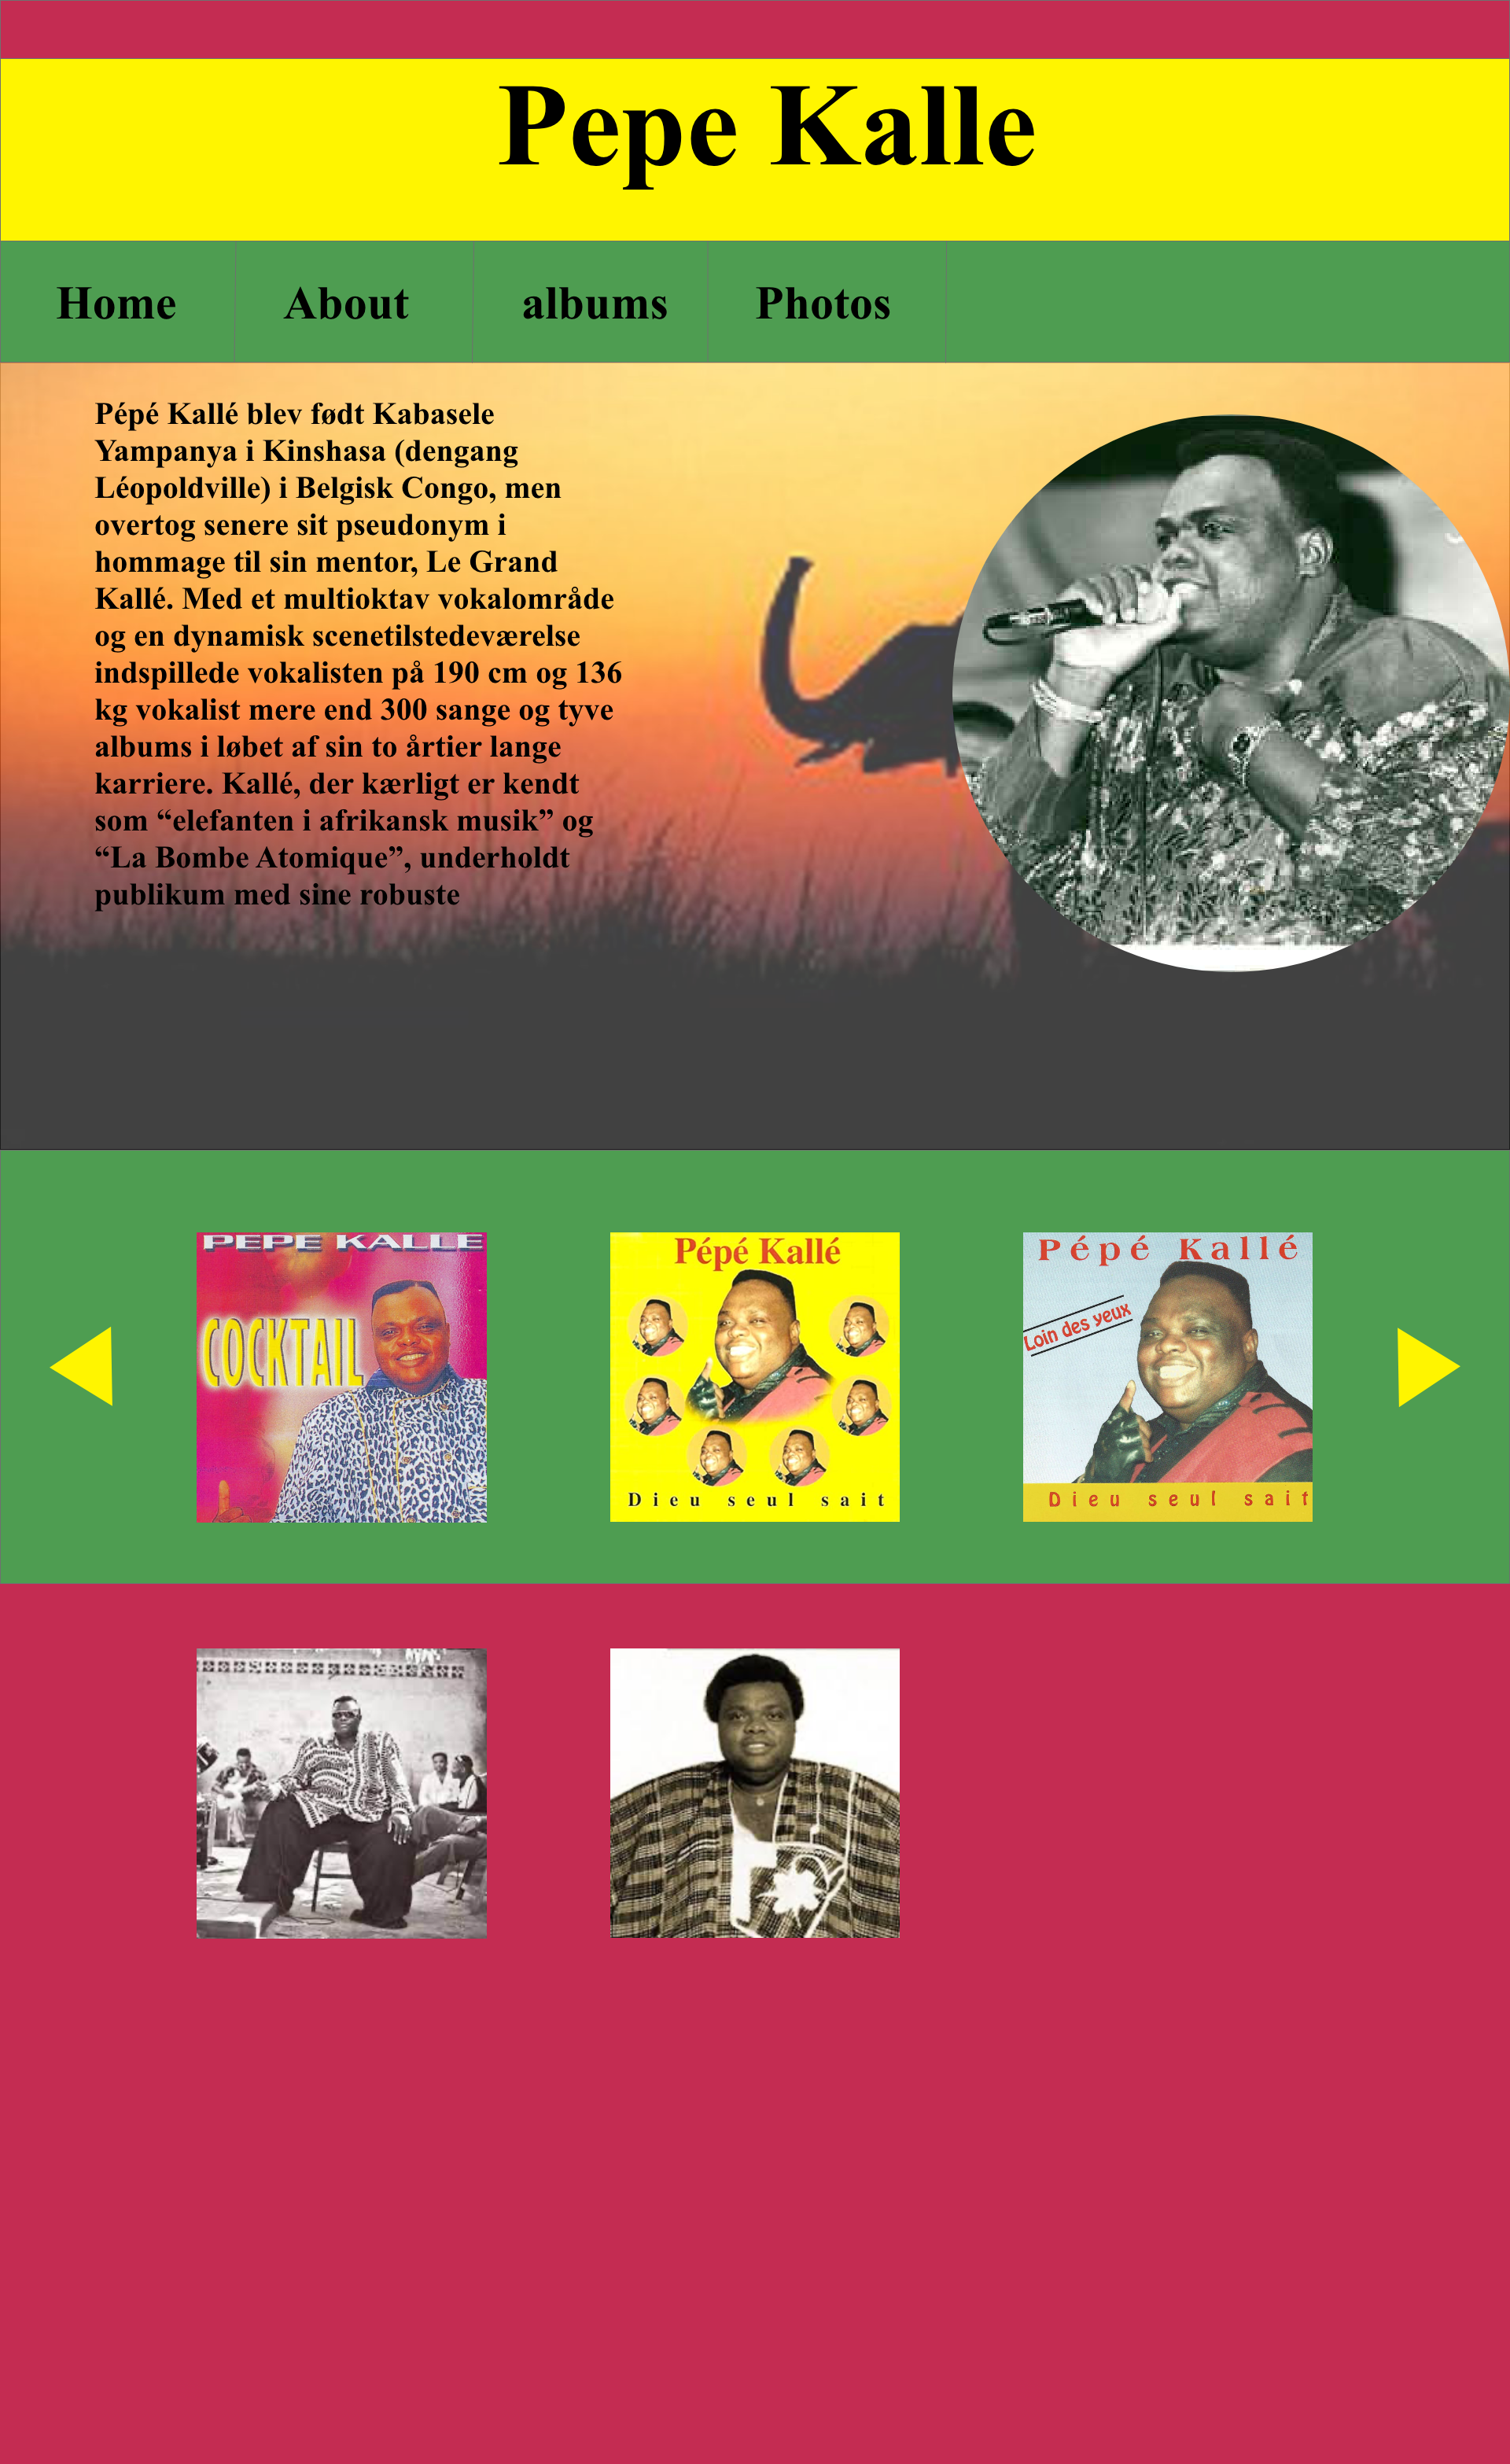 Pepe Kalle
Home
About
albums
Photos
Pépé Kallé blev født Kabasele
Yampanya i Kinshasa (dengang
Léopoldville) i Belgisk Congo, men
overtog senere sit pseudonym i
hommage til sin mentor, Le Grand
Kallé. Med et multioktav vokalområde
og en dynamisk scenetilstedeværelse
indspillede vokalisten på 190 cm og 136
kg vokalist mere end 300 sange og tyve
albums i løbet af sin to årtier lange
karriere. Kallé, der kærligt er kendt
som “elefanten i afrikansk musik” og
“La Bombe Atomique”, underholdt
publikum med sine robuste
PEPE KALLE
COCKTAIL
Pépé Kallé
Dieu seul sait
Pépé Kallé
Loin des yeux
Dieu seul sait